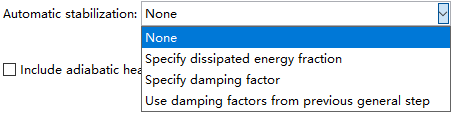 Automatic stabilization: None
None
Specify dissipated energy fraction
Include adiabatic
Specify damping factor
Use damping factors from previous general step